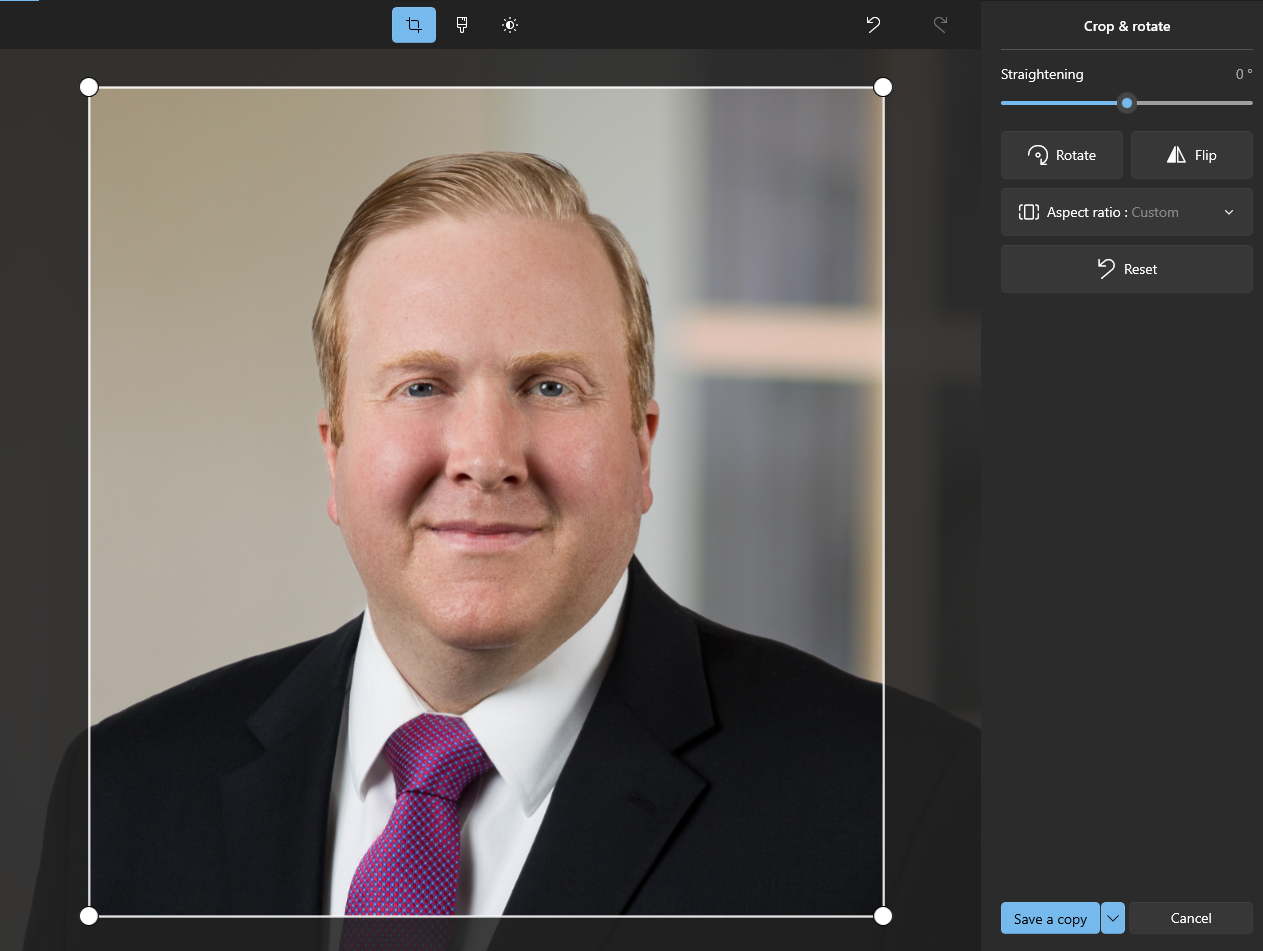 Crop & rotate
Straightening 0 °
Rotate Flip
Aspect ratio : Custom
Reset
Save a copy Cancel